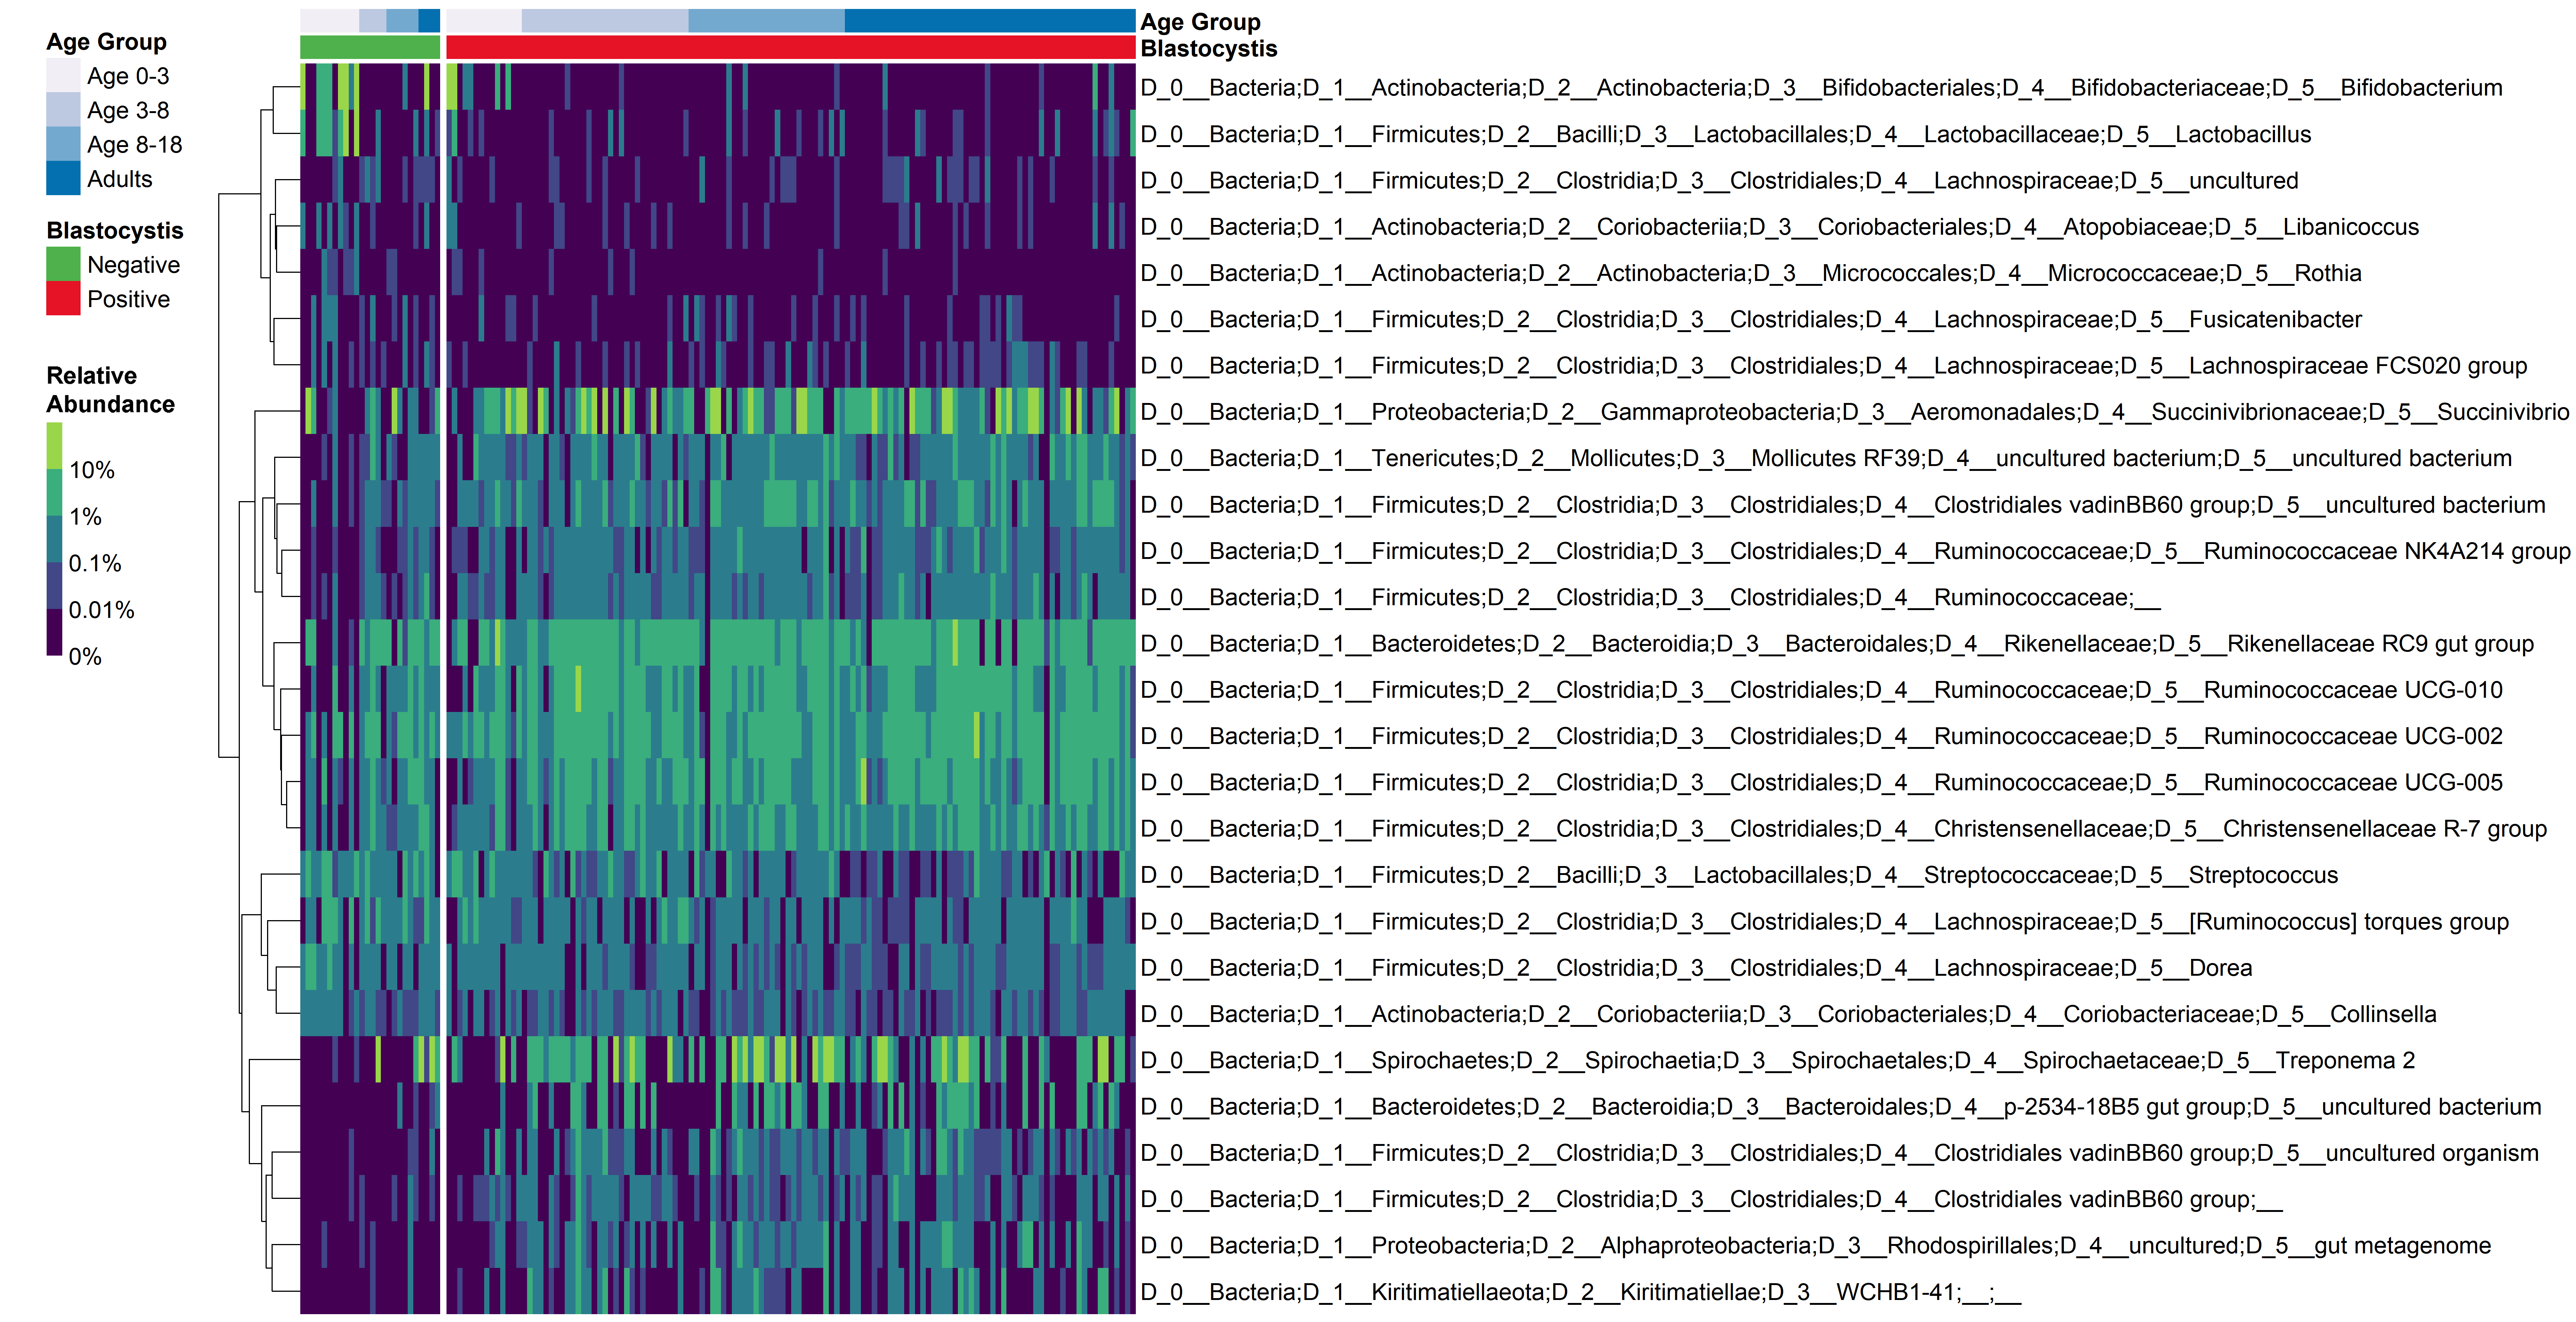 Age Group
Blastocystis
Age Group
Age 0-3
Age 3-8
Age 8-18
Adults
Blastocystis
Negative
Positive
Relative
Abundance
10%
1%
0.1%
0.01%
0%
D_0__Bacteria;D_1__Actinobacteria;D_2__Actinobacteria;D_3__Bifidobacteriales;D_4__Bifidobacteriaceae;D_5__Bifidobacterium
D_0__Bacteria;D_1__Firmicutes;D_2__Bacilli;D_3__Lactobacillales;D_4__Lactobacillaceae;D_5__Lactobacillus
D_0__Bacteria;D_1__Firmicutes;D_2__Clostridia;D_3__Clostridiales;D_4__Lachnospiraceae;D_5__uncultured
D_0__Bacteria;D_1__Actinobacteria;D_2__Coriobacteriia;D_3__Coriobacteriales;D_4__Atopobiaceae;D_5__Libanicoccus
D_0__Bacteria;D_1__Actinobacteria;D_2__Actinobacteria;D_3__Micrococcales;D_4__Micrococcaceae;D_5__Rothia
D_0__Bacteria;D_1__Firmicutes;D_2__Clostridia;D_3__Clostridiales;D_4__Lachnospiraceae;D_5__Fusicatenibacter
D_0__Bacteria;D_1__Firmicutes;D_2__Clostridia;D_3__Clostridiales;D_4__Lachnospiraceae;D_5__Lachnospiraceae FCS020 group
D_0__Bacteria;D_1__Proteobacteria;D_2__Gammaproteobacteria;D_3__Aeromonadales;D_4__Succinivibrionaceae;D_5__Succinivibrio
D_0__Bacteria;D_1__Tenericutes;D_2__Mollicutes;D_3__Mollicutes RF39;D_4__uncultured bacterium;D_5__uncultured bacterium
D_0__Bacteria;D_1__Firmicutes;D_2__Clostridia;D_3__Clostridiales;D_4__Clostridiales vadinBB60 group;D_5__uncultured bacterium
D_0__Bacteria;D_1__Firmicutes;D_2__Clostridia;D_3__Clostridiales;D_4__Ruminococcaceae;D_5__Ruminococcaceae NK4A214 group
D_0__Bacteria;D_1__Firmicutes;D_2__Clostridia;D_3__Clostridiales;D_4__Ruminococcaceae;__
D_0__Bacteria;D_1__Bacteroidetes;D_2__Bacteroidia;D_3__Bacteroidales;D_4__Rikenellaceae;D_5__Rikenellaceae RC9 gut group
D_0__Bacteria;D_1__Firmicutes;D_2__Clostridia;D_3__Clostridiales;D_4__Ruminococcaceae;D_5__Ruminococcaceae UCG-010
D_0__Bacteria;D_1__Firmicutes;D_2__Clostridia;D_3__Clostridiales;D_4__Ruminococcaceae;D_5__Ruminococcaceae UCG-002
D_0__Bacteria;D_1__Firmicutes;D_2__Clostridia;D_3__Clostridiales;D_4__Ruminococcaceae;D_5__Ruminococcaceae UCG-005
D_0__Bacteria;D_1__Firmicutes;D_2__Clostridia;D_3__Clostridiales;D_4__Christensenellaceae;D_5__Christensenellaceae R-7 group
D_0__Bacteria;D_1__Firmicutes;D_2__Bacilli;D_3__Lactobacillales;D_4__Streptococcaceae;D_5__Streptococcus
D_0__Bacteria;D_1__Firmicutes;D_2__Clostridia;D_3__Clostridiales;D_4__Lachnospiraceae;D_5__[Ruminococcus] torques group
D_0__Bacteria;D_1__Firmicutes;D_2__Clostridia;D_3__Clostridiales;D_4__Lachnospiraceae;D_5__Dorea
D_0__Bacteria;D_1__Actinobacteria;D_2__Coriobacteriia;D_3__Coriobacteriales;D_4__Coriobacteriaceae;D_5__Collinsella
D_0__Bacteria;D_1__Spirochaetes;D_2__Spirochaetia;D_3__Spirochaetales;D_4__Spirochaetaceae;D_5__Treponema 2
D_0__Bacteria;D_1__Bacteroidetes;D_2__Bacteroidia;D_3__Bacteroidales;D_4__p-2534-18B5 gut group;D_5__uncultured bacterium
D_0__Bacteria;D_1__Firmicutes;D_2__Clostridia;D_3__Clostridiales;D_4__Clostridiales vadinBB60 group;D_5__uncultured organism
D_0__Bacteria;D_1__Firmicutes;D_2__Clostridia;D_3__Clostridiales;D_4__Clostridiales vadinBB60 group;__
D_0__Bacteria;D_1__Proteobacteria;D_2__Alphaproteobacteria;D_3__Rhodospirillales;D_4__uncultured;D_5__gut metagenome
D_0__Bacteria;D_1__Kiritimatiellaeota;D_2__Kiritimatiellae;D_3__WCHB1-41;__;__